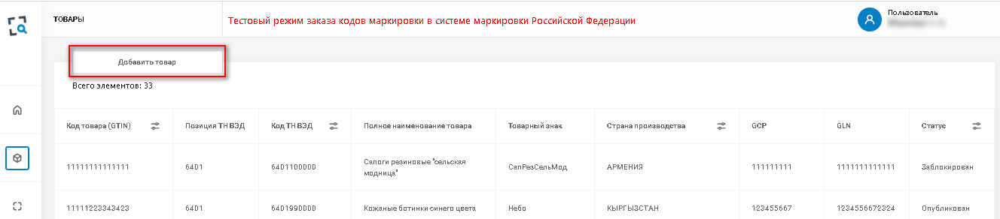 ТОВАРЫ
Тестовый режим заказа кодов маркировки в системе маркировки Российской Федерации
Пользователь
Добавить товар
Всего элементов: 33
Код товара (GTIN) Позиция ТН ВЭД Код ТН ВЭД Полное наименование товара Товарный знак Страна производства GCP GLN Статус
11111111111111 6401 6401100000 Сапоги резиновые "сельская модница" СапРезСельМод АРМЕНИЯ 111111111 1111111111111 Заблокирован
11111223343423 6401 6401990000 Кожаные ботинки синего цвета Небо КЫРГЫЗСТАН 123455667 1234556672324 Опубликован